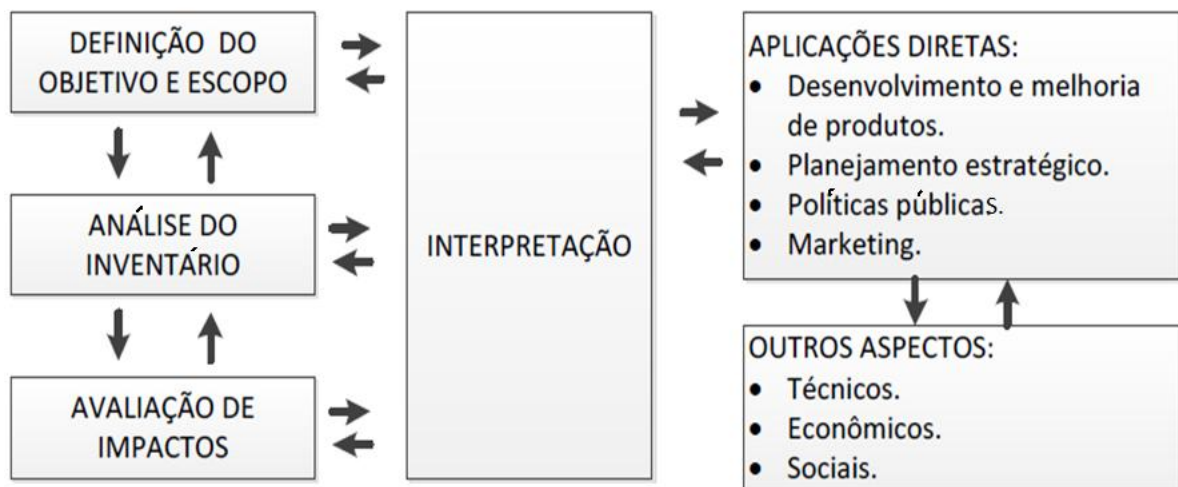 DEFINIÇÃO DO
OBJETIVO E ESCOPO
ANÁLISE DO
INVENTÁRIO
AVALIAÇÃO DE
IMPACTOS
INTERPRETAÇÃO
APLICAÇÕES DIRETAS:
• Desenvolvimento e melhoria
de produtos.
• Planejamento estratégico.
• Políticas públicas.
• Marketing.
OUTROS ASPECTOS:
• Técnicos.
• Econômicos.
• Sociais.